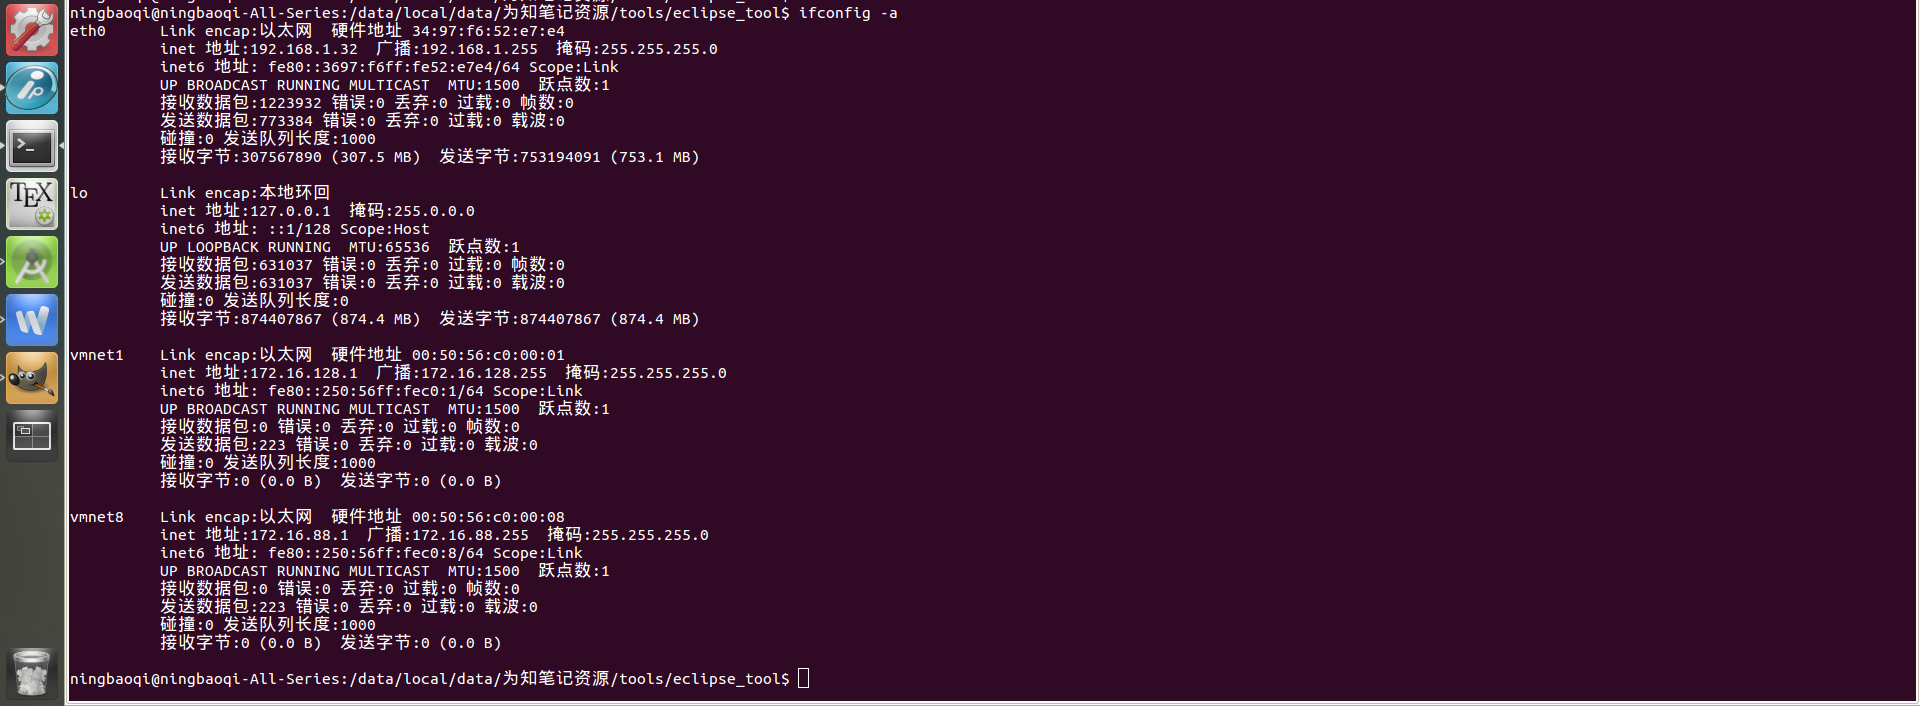 ningbaoqi@ningbaoqi-All-Series:/data/local/data/为知笔记资源/tools/eclipse_tool$ ifconfig -a
eth0      Link encap:以太网  硬件地址 34:97:f6:52:e7:e4
          inet 地址:192.168.1.32  广播:192.168.1.255  掩码:255.255.255.0
          inet6 地址: fe80::3697:f6ff:fe52:e7e4/64 Scope:Link
          UP BROADCAST RUNNING MULTICAST  MTU:1500  跃点数:1
          接收数据包:1223932 错误:0 丢弃:0 过载:0 帧数:0
          发送数据包:773384 错误:0 丢弃:0 过载:0 载波:0
          碰撞:0 发送队列长度:1000
          接收字节:307567890 (307.5 MB)  发送字节:753194091 (753.1 MB)
lo        Link encap:本地环回
          inet 地址:127.0.0.1  掩码:255.0.0.0
          inet6 地址: ::1/128 Scope:Host
          UP LOOPBACK RUNNING  MTU:65536  跃点数:1
          接收数据包:631037 错误:0 丢弃:0 过载:0 帧数:0
          发送数据包:631037 错误:0 丢弃:0 过载:0 载波:0
          碰撞:0 发送队列长度:0
          接收字节:874407867 (874.4 MB)  发送字节:874407867 (874.4 MB)
vmnet1    Link encap:以太网  硬件地址 00:50:56:c0:00:01
          inet 地址:172.16.128.1  广播:172.16.128.255  掩码:255.255.255.0
          inet6 地址: fe80::250:56ff:fec0:1/64 Scope:Link
          UP BROADCAST RUNNING MULTICAST  MTU:1500  跃点数:1
          接收数据包:0 错误:0 丢弃:0 过载:0 帧数:0
          发送数据包:223 错误:0 丢弃:0 过载:0 载波:0
          碰撞:0 发送队列长度:1000
          接收字节:0 (0.0 B)  发送字节:0 (0.0 B)
vmnet8    Link encap:以太网  硬件地址 00:50:56:c0:00:08
          inet 地址:172.16.88.1  广播:172.16.88.255  掩码:255.255.255.0
          inet6 地址: fe80::250:56ff:fec0:8/64 Scope:Link
          UP BROADCAST RUNNING MULTICAST  MTU:1500  跃点数:1
          接收数据包:0 错误:0 丢弃:0 过载:0 帧数:0
          发送数据包:223 错误:0 丢弃:0 过载:0 载波:0
          碰撞:0 发送队列长度:1000
          接收字节:0 (0.0 B)  发送字节:0 (0.0 B)
ningbaoqi@ningbaoqi-All-Series:/data/local/data/为知笔记资源/tools/eclipse_tool$
TEX